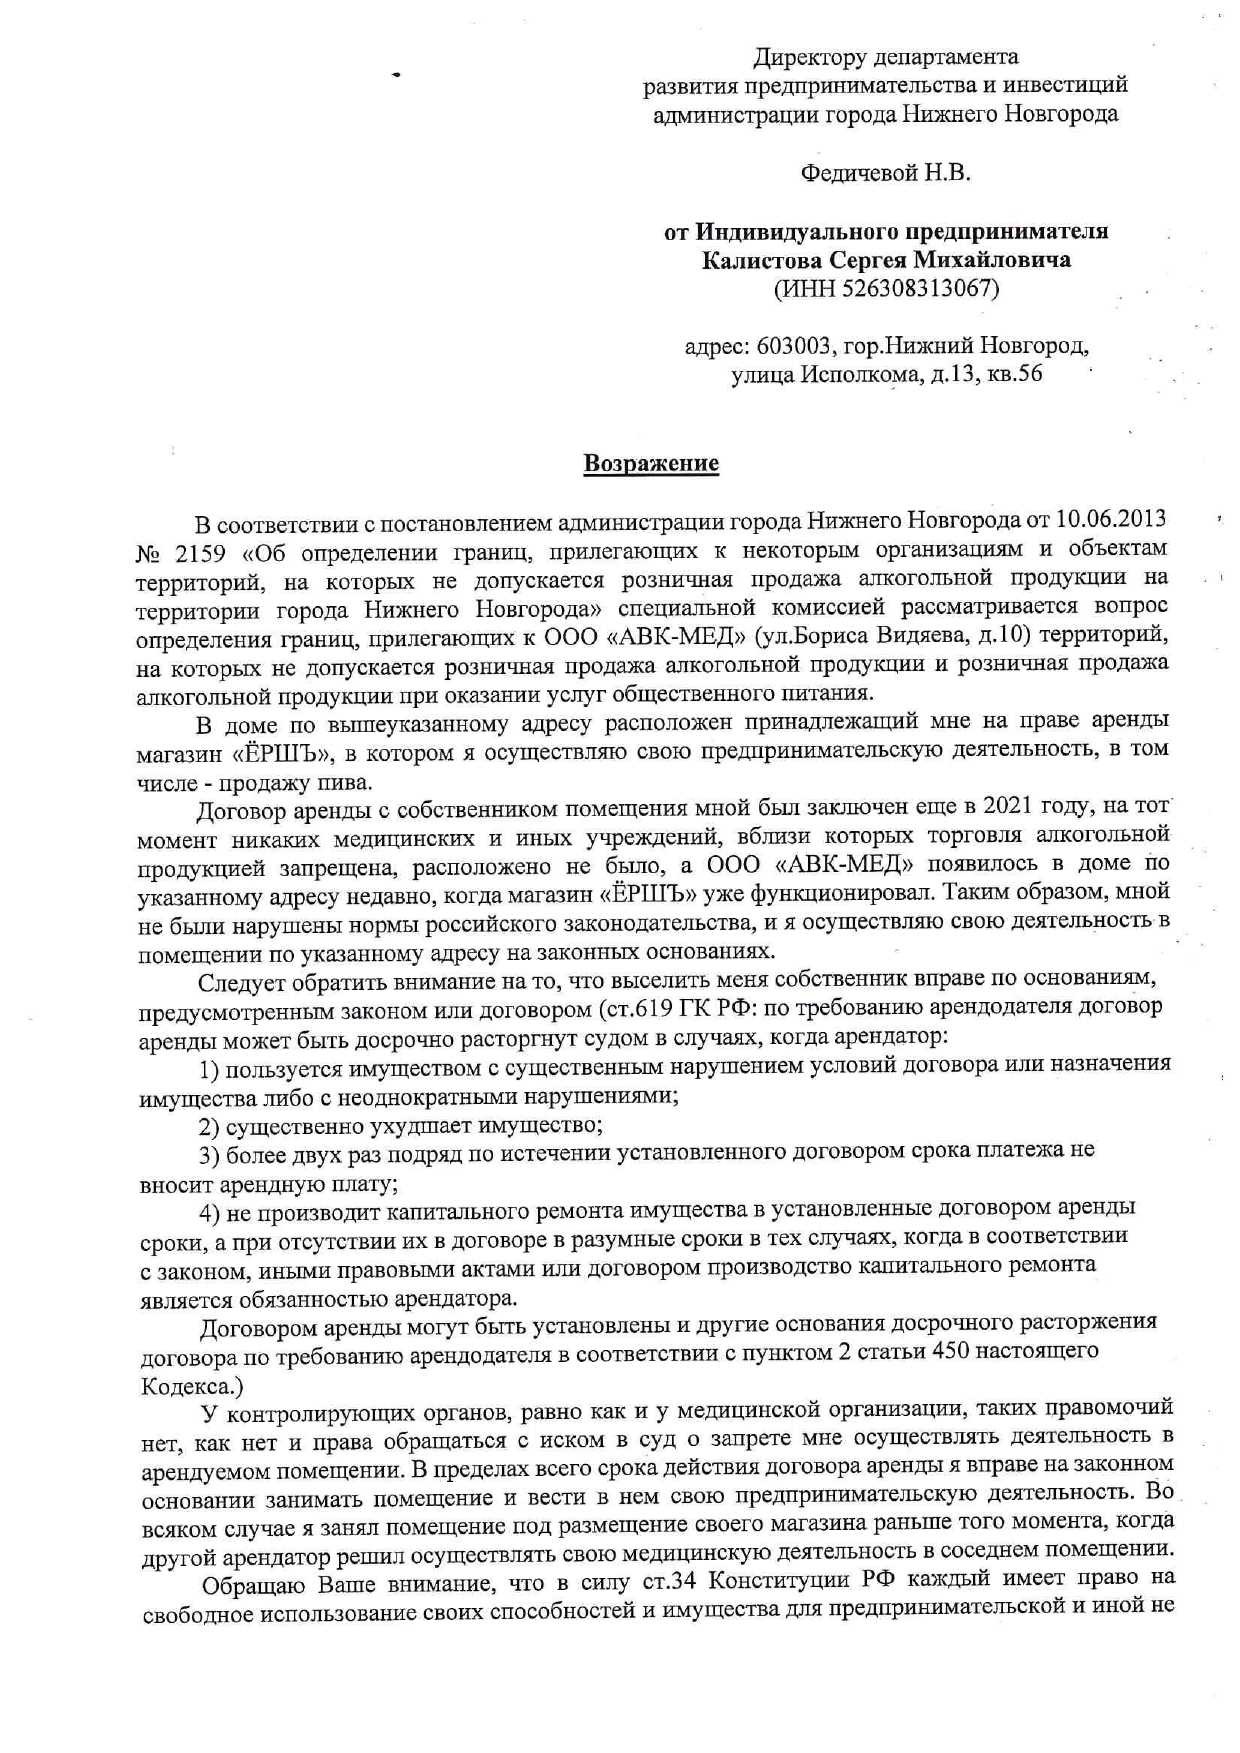 Директору департамента
развития предпринимательства и инвестиций
администрации города Нижнего Новгорода
Федичевой Н.В.
от Индивидуального предпринимателя
Калистова Сергея Михайловича
(ИНН 526308313067)
адрес: 603003, гор.Нижний Новгород,
улица Исполкома, д.13, кв.56
Возражение
В соответствии с постановлением администрации города Нижнего Новгорода от 10.06.2013
№ 2159 «Об определении границ, прилегающих к некоторым организациям и объектам
территорий, на которых не допускается розничная продажа алкогольной продукции на
территории города Нижнего Новгорода» специальной комиссией рассматривается вопрос
определения границ, прилегающих к ООО «АВК-МЕД» (ул.Бориса Видяева, д.10) территорий,
на которых не допускается розничная продажа алкогольной продукции и розничная продажа
алкогольной продукции при оказании услуг общественного питания.
В доме по вышеуказанному адресу расположен принадлежащий мне на праве аренды
магазин «ЁРШЪ», в котором я осуществляю свою предпринимательскую деятельность, в том
числе - продажу пива.
Договор аренды с собственником помещения мной был заключен еще в 2021 году, на тот
момент никаких медицинских и иных учреждений, вблизи которых торговля алкогольной
продукцией запрещена, расположено не было, а ООО «АВК-МЕД» появилось в доме по
указанному адресу недавно, когда магазин «ЁРШЪ» уже функционировал. Таким образом, мной
не были нарушены нормы российского законодательства, и я осуществляю свою деятельность в
помещении по указанному адресу на законных основаниях.
Следует обратить внимание на то, что выселить меня собственник вправе по основаниям,
предусмотренным законом или договором (ст.619 ГК РФ: по требованию арендодателя договор
аренды может быть досрочно расторгнут судом в случаях, когда арендатор:
1) пользуется имуществом с существенным нарушением условий договора или назначения
имущества либо с неоднократными нарушениями;
2) существенно ухудшает имущество;
3) более двух раз подряд по истечении установленного договором срока платежа не
вносит арендную плату;
4) не производит капитального ремонта имущества в установленные договором аренды
сроки, а при отсутствии их в договоре в разумные сроки в тех случаях, когда в соответствии
с законом, иными правовыми актами или договором производство капитального ремонта
является обязанностью арендатора.
Договором аренды могут быть установлены и другие основания досрочного расторжения
договора по требованию арендодателя в соответствии с пунктом 2 статьи 450 настоящего
Кодекса.)
У контролирующих органов, равно как и у медицинской организации, таких правомочий
нет, как нет и права обращаться с иском в суд о запрете мне осуществлять деятельность в
арендуемом помещении. В пределах всего срока действия договора аренды я вправе на законном
основании занимать помещение и вести в нем свою предпринимательскую деятельность. Во
всяком случае я занял помещение под размещение своего магазина раньше того момента, когда
другой арендатор решил осуществлять свою медицинскую деятельность в соседнем помещении.
Обращаю Ваше внимание, что в силу ст.34 Конституции РФ каждый имеет право на
свободное использование своих способностей и имущества для предпринимательской и иной не